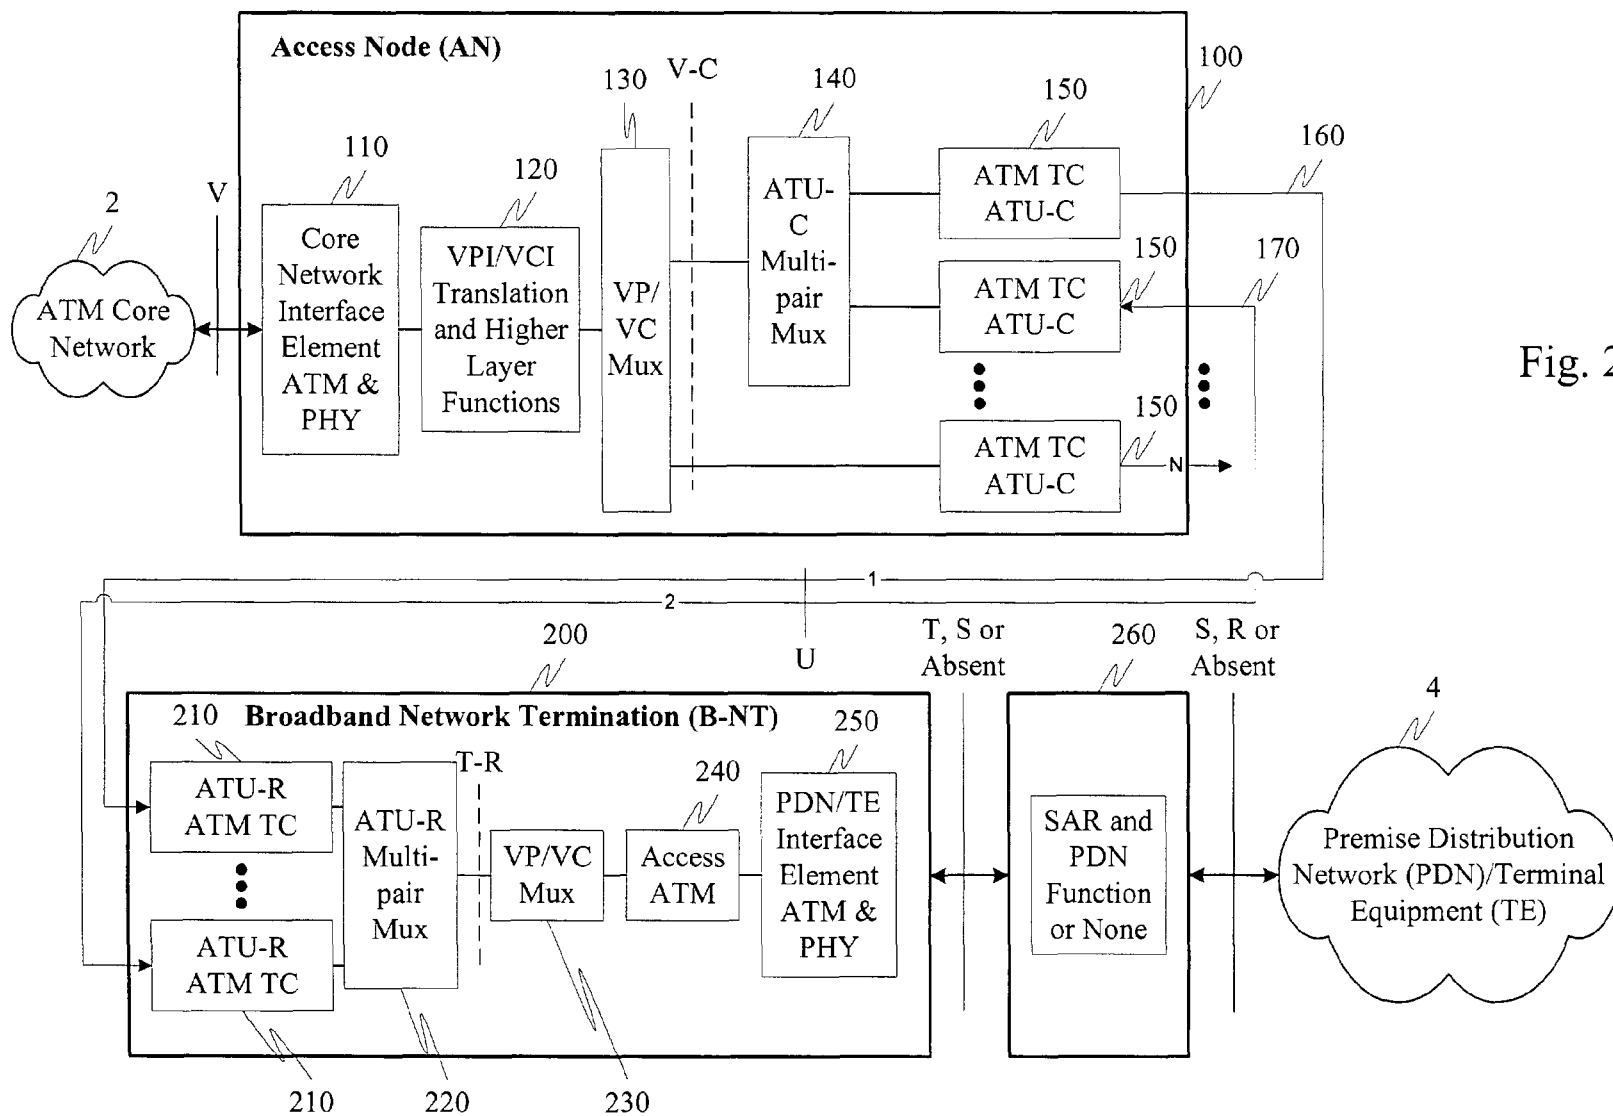 Access Node (AN)
130
V-C
140
150
100
160
110
120
V
2
ATM TC
ATU-C
ATU-
C
Multi-
pair
Mux
150
170
Core
Network
Interface
Element
ATM &
PHY
VPI/VCI
Translation
and Higher
Layer
Functions
VP/
VC
Mux
ATM TC
ATU-C
ATM Core
Network
Fig. 2
150
ATM TC
ATU-C
N
1
2
U
200
T, S or
Absent
260
S, R or
Absent
4
210
Broadband Network Termination (B-NT)
250
T-R
240
ATU-R
ATM TC
ATU-R
Multi-
pair
Mux
VP/VC
Mux
Access
ATM
PDN/TE
Interface
Element
ATM &
PHY
SAR and
PDN
Function
or None
Premise Distribution
Network (PDN)/Terminal
Equipment (TE)
ATU-R
ATM TC
210
220
230